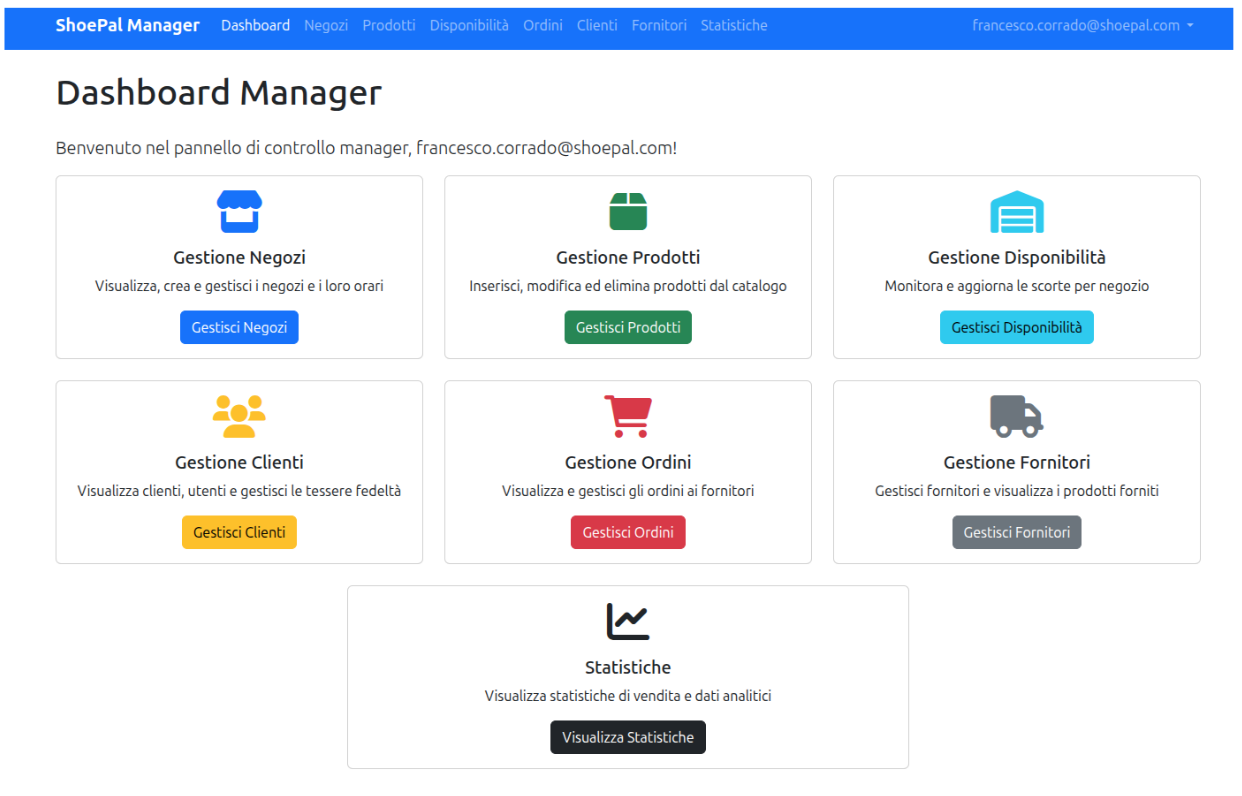 ShoePal Manager Dashboard Negozi Prodotti Disponibilità Ordini Clienti Fornitori Statistiche francesco.corrado@shoepal.com
Dashboard Manager
Benvenuto nel pannello di controllo manager, francesco.corrado@shoepal.com!
Gestione Negozi
Visualizza, crea e gestisci i negozi e i loro orari
Gestisci Negozi
Gestione Prodotti
Inserisci, modifica ed elimina prodotti dal catalogo
Gestisci Prodotti
Gestione Disponibilità
Monitora e aggiorna le scorte per negozio
Gestisci Disponibilità
Gestione Clienti
Visualizza clienti, utenti e gestisci le tessere fedeltà
Gestisci Clienti
Gestione Ordini
Visualizza e gestisci gli ordini ai fornitori
Gestisci Ordini
Gestione Fornitori
Gestisci fornitori e visualizza i prodotti forniti
Gestisci Fornitori
Statistiche
Visualizza statistiche di vendita e dati analitici
Visualizza Statistiche